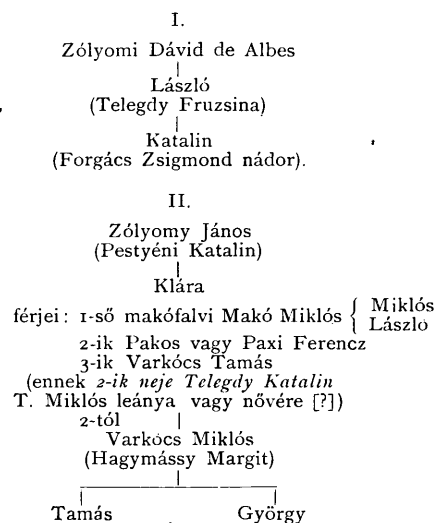 I.
Zólyomi Dávid de Albes
László
(Telegdy Fruzsina)
Katalin
(Forgács Zsigmond nádor).
II.
Zólyomy János
(Pestyéni Katalin)
Klára
férjei: 1-ső makófalvi Makó Miklós { Miklós
László
2-ik Pakos vagy Paxi Ferencz
3-ik Varkócs Tamás
(ennek 2-ik neje Telegdy Katalin
T. Miklós leánya vagy nővére [?])
2-tól
Varkócs Miklós
(Hagymássy Margit)
Tamás György